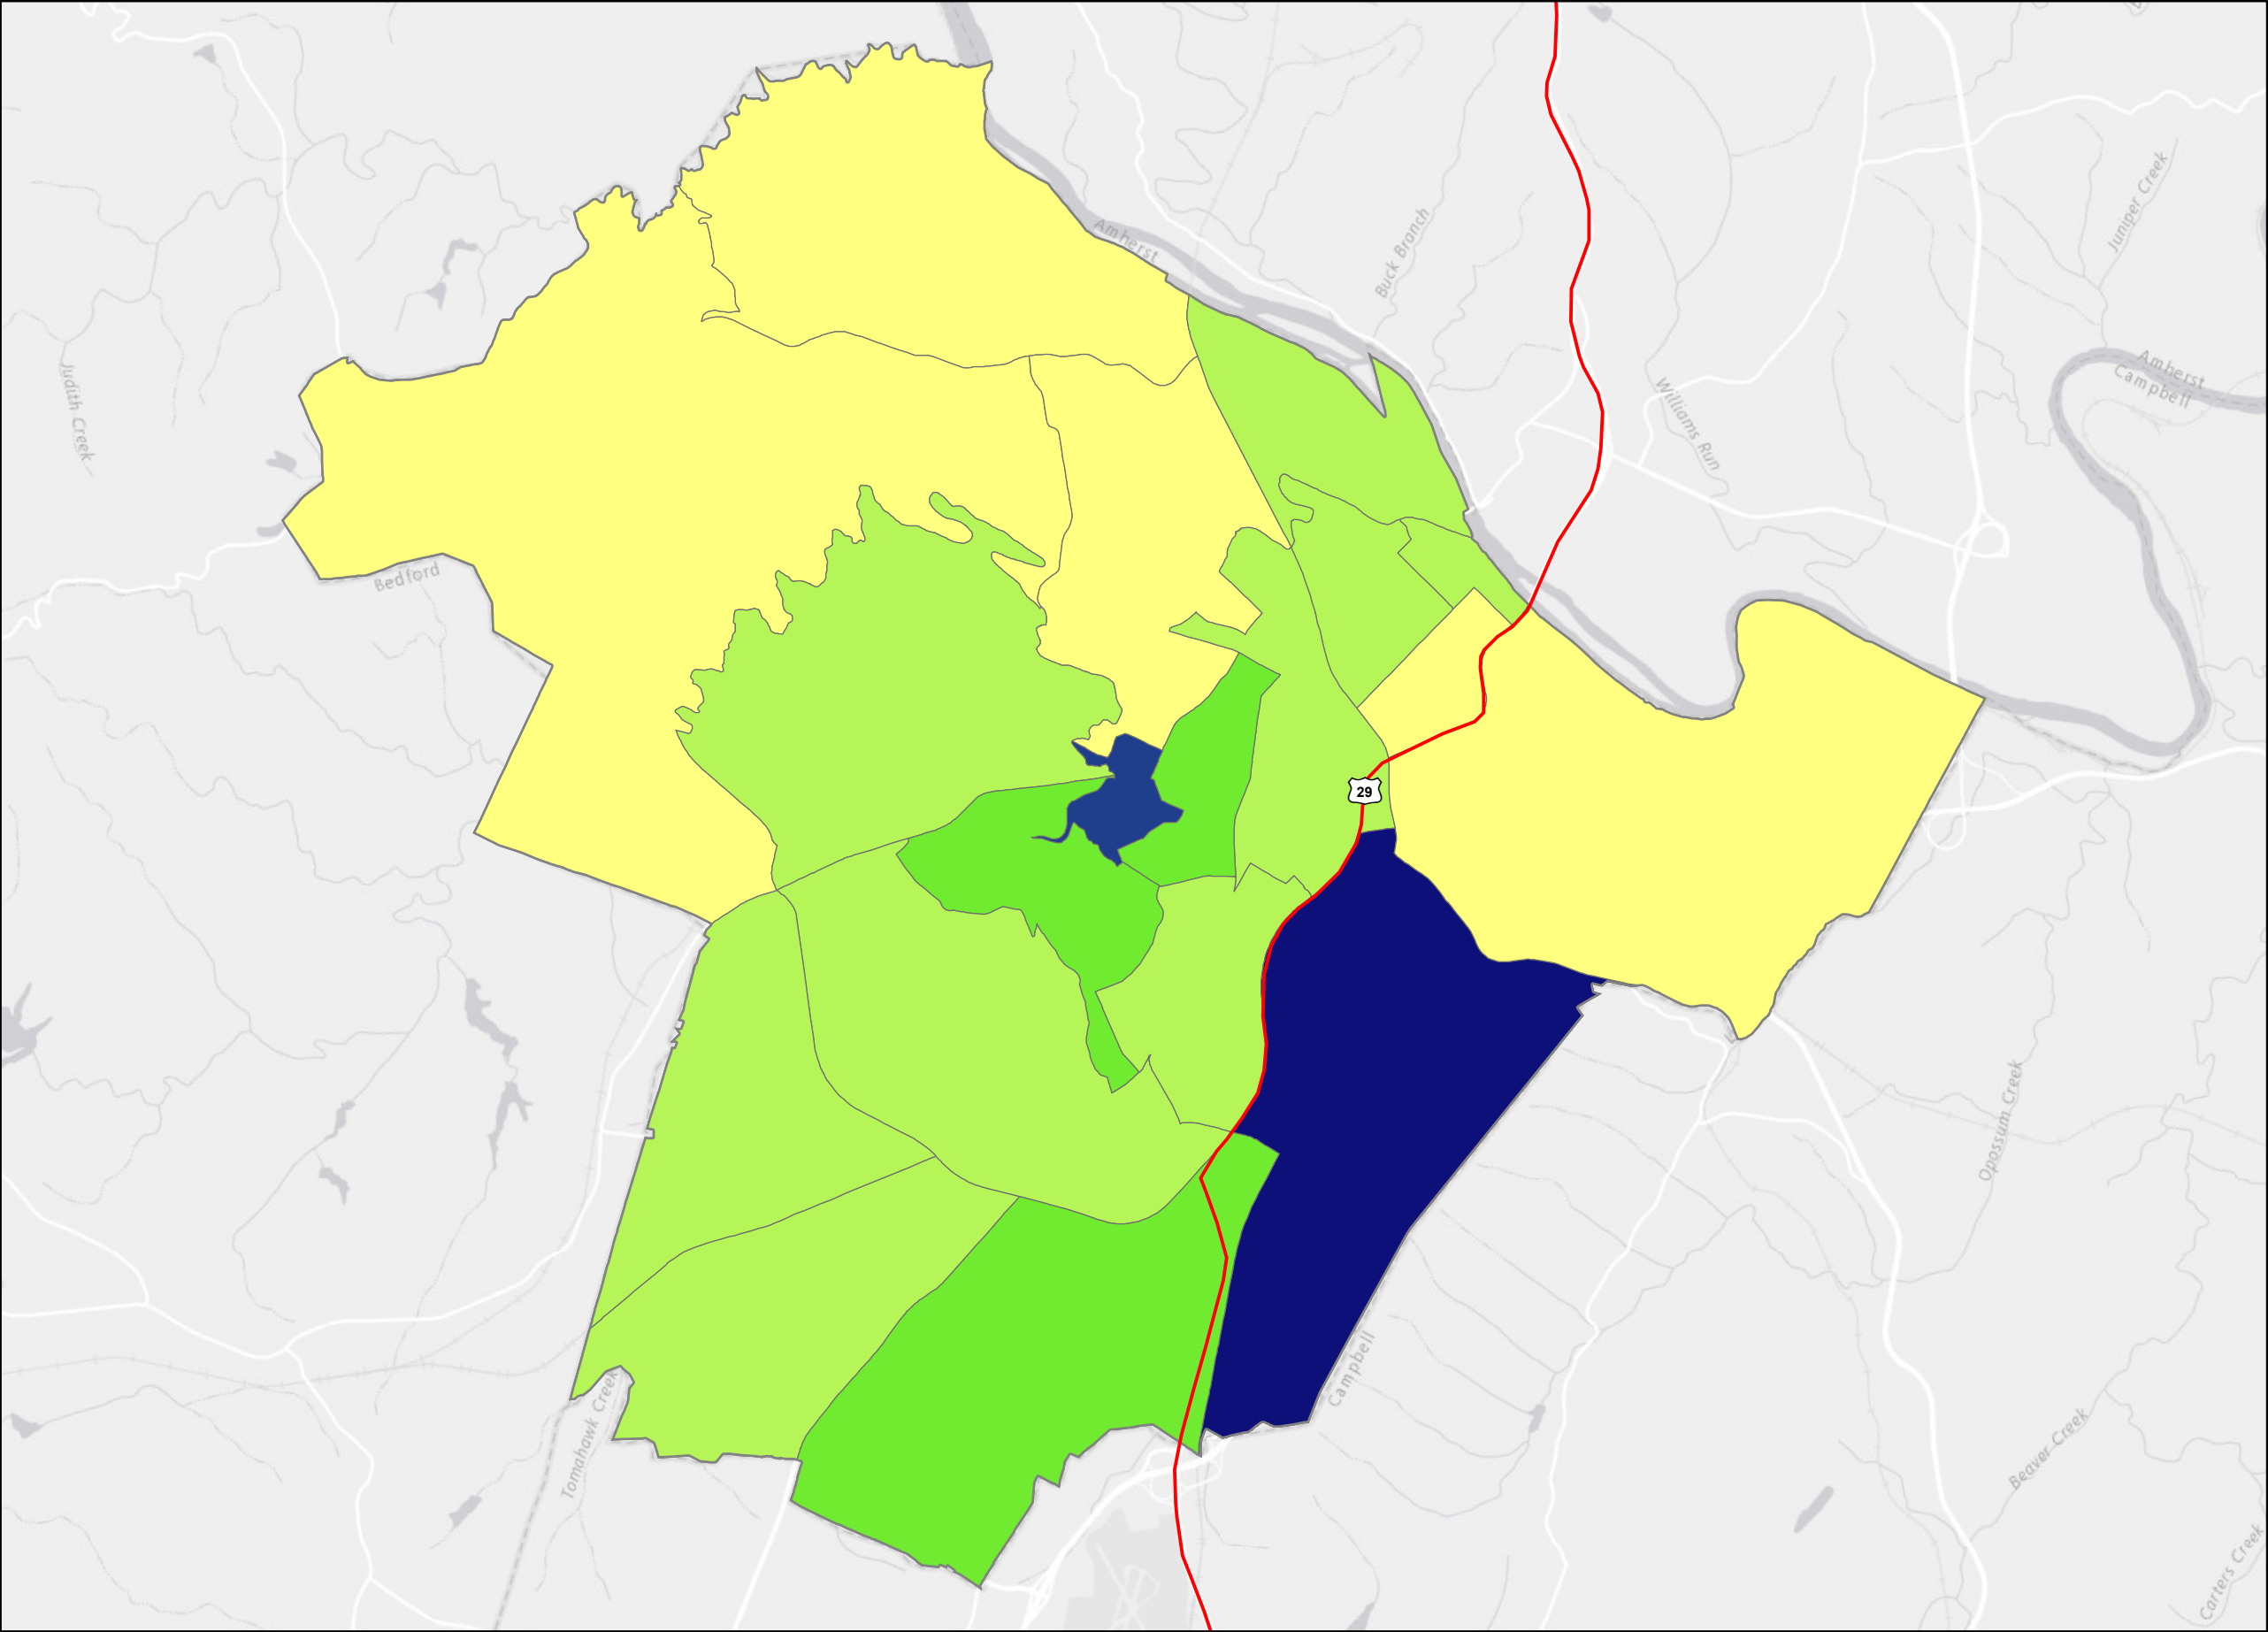 Amherst
Buck Branch
Juniper Creek
Judith Creek
Williams Run
Amherst
Campbell
Bedford
29
Opossum Creek
Campbell
Tomahawk Creek
Beaver Creek
Carters Creek